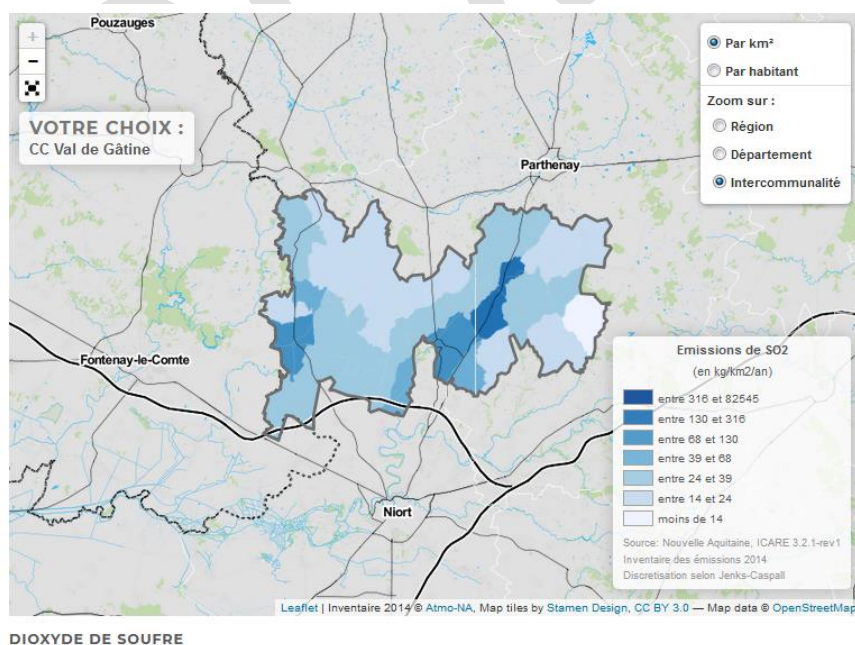 Pouzauges
+
−
VOTRE CHOIX :
CC Val de Gâtine
Par km²
Par habitant
Zoom sur :
Région
Département
Intercommunalité
Parthenay
Fontenay-le-Comte
Niort
Emissions de SO2
(en kg/km2/an)
entre 316 et 82545
entre 130 et 316
entre 68 et 130
entre 39 et 68
entre 24 et 39
entre 14 et 24
moins de 14
Source: Nouvelle Aquitaine, ICARE 3.2.1-rev1
Inventaire des émissions 2014
Discretisation selon Jenks-Caspall
Leaflet | Inventaire 2014 © Atmo-NA, Map tiles by Stamen Design, CC BY 3.0 — Map data © OpenStreetMap
DIOXYDE DE SOUFRE